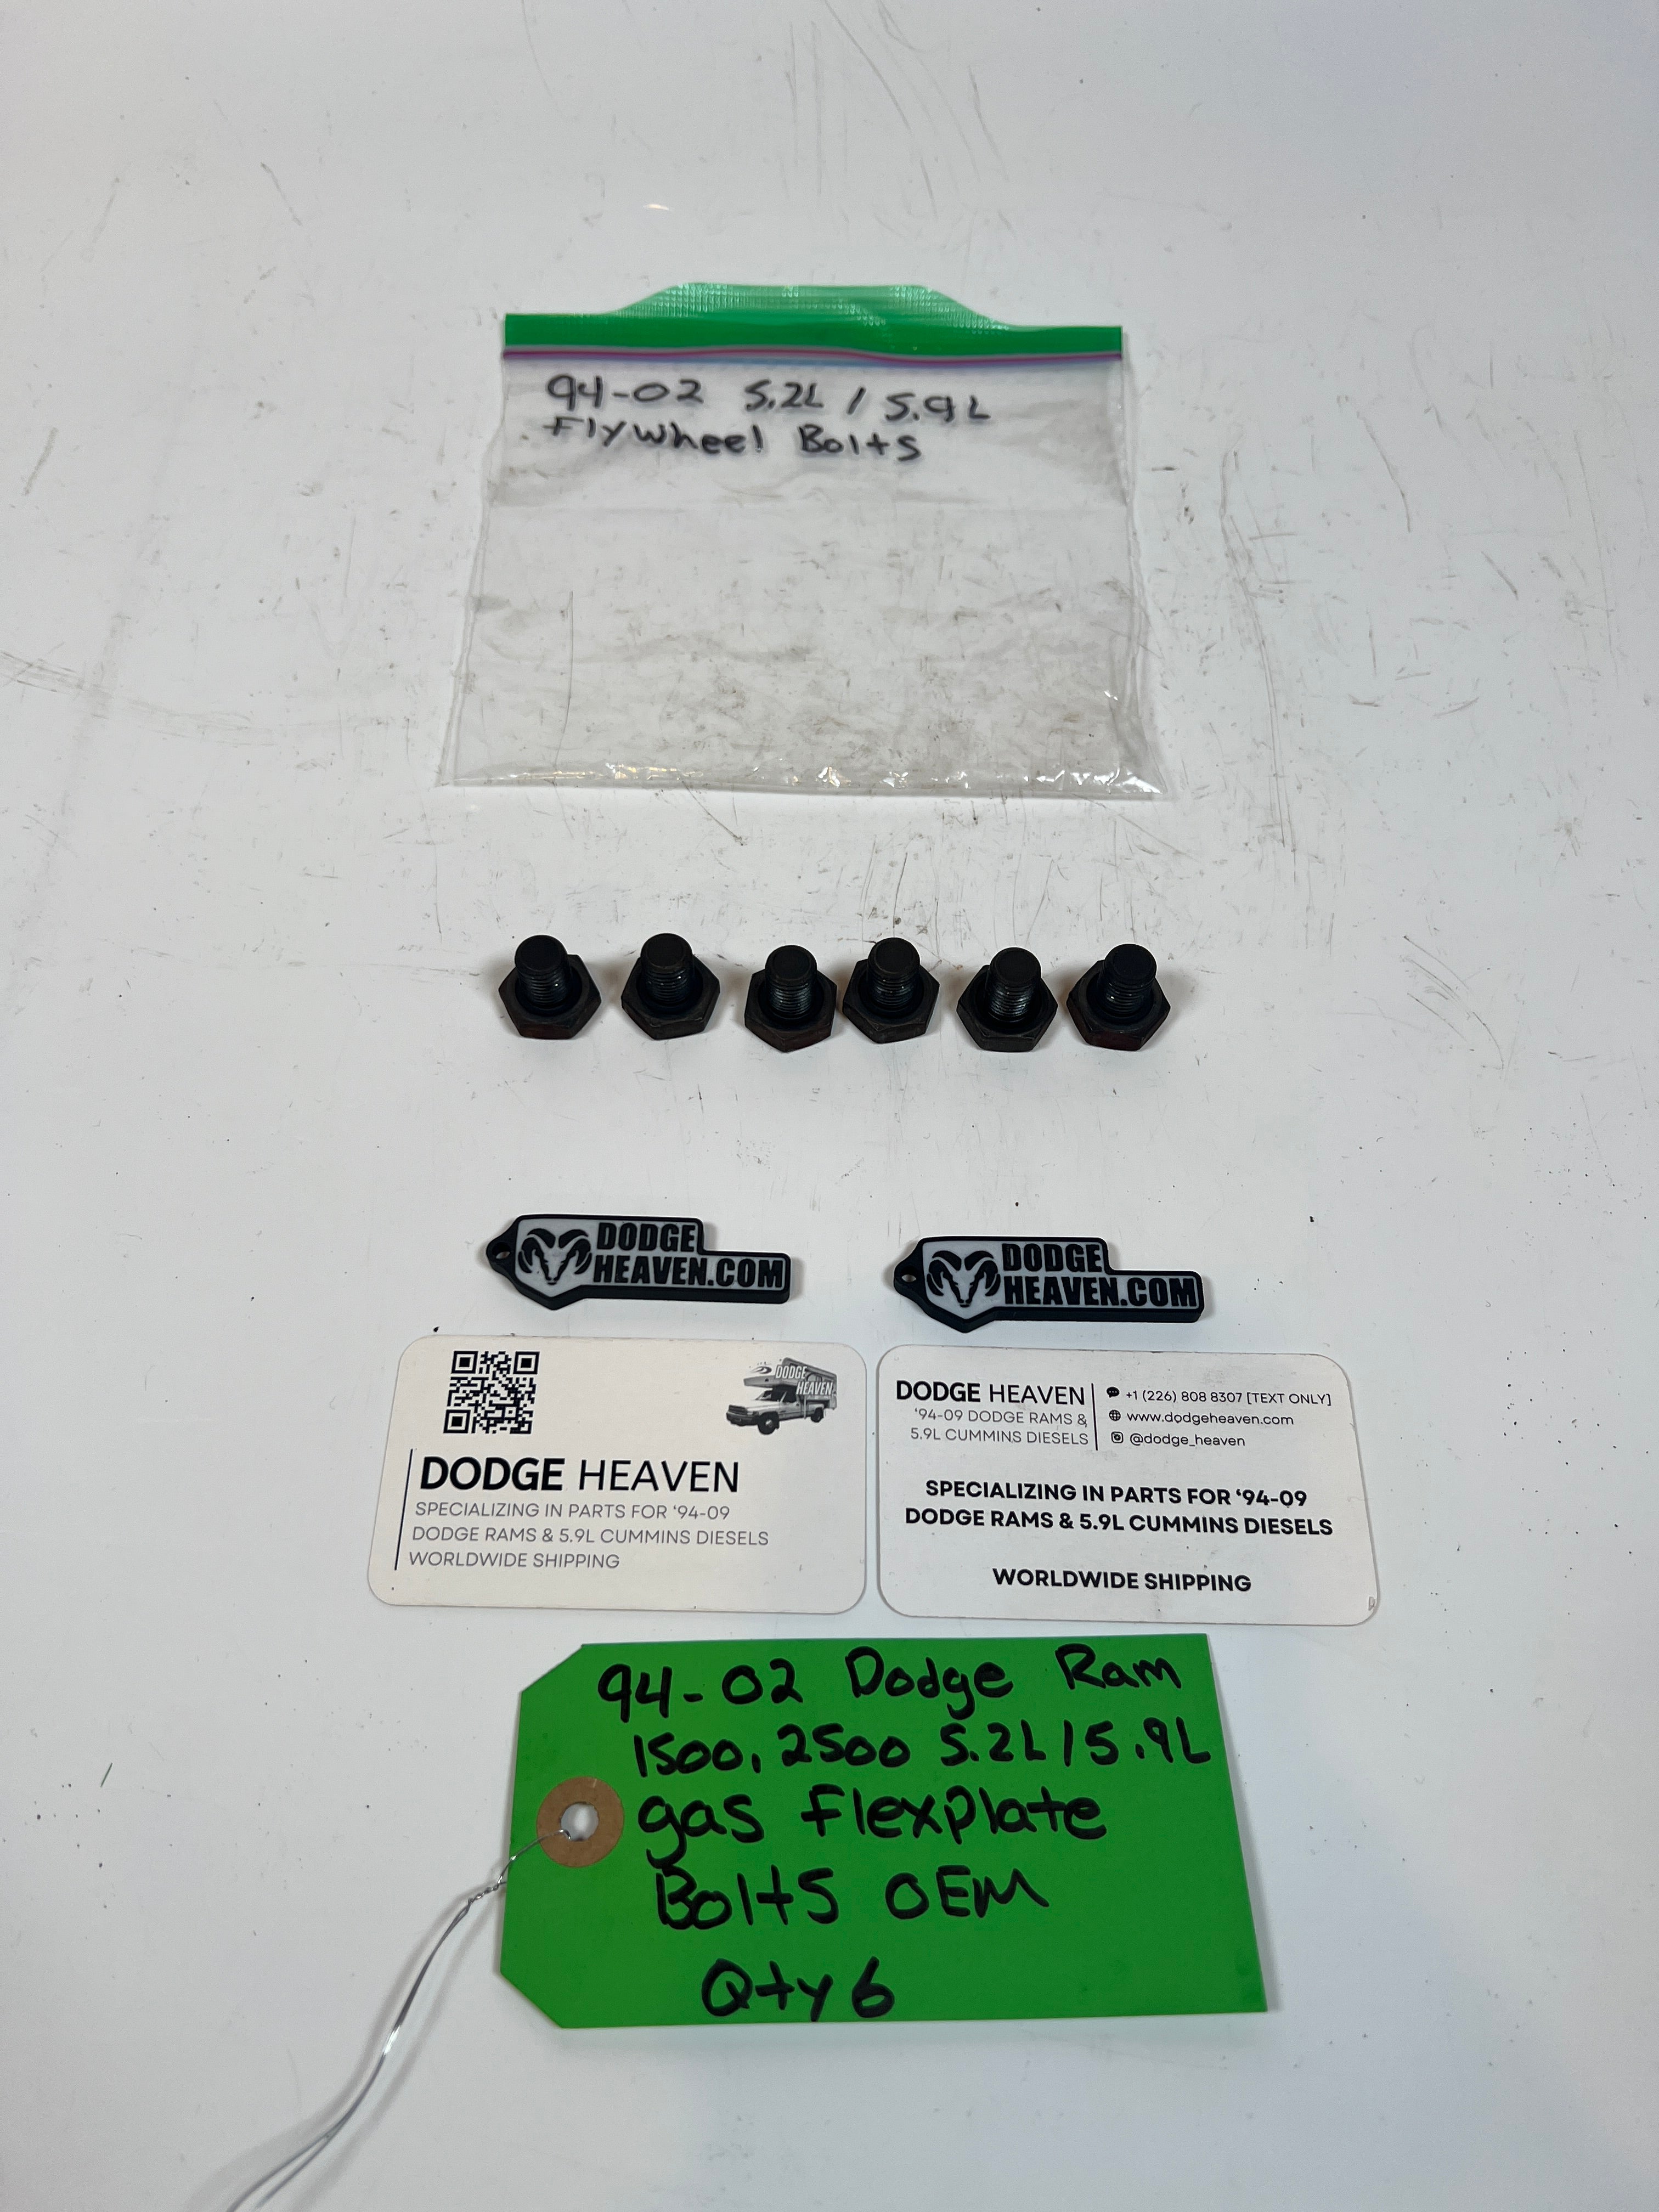 94-02 5.2L / 5.9L
Flywheel Bolts
DODGE
HEAVEN.COM
DODGE
HEAVEN.COM
DODGE
HEAVEN
DODGE HEAVEN
SPECIALIZING IN PARTS FOR ‘94-09
DODGE RAMS & 5.9L CUMMINS DIESELS
WORLDWIDE SHIPPING
DODGE HEAVEN
‘94-09 DODGE RAMS &
5.9L CUMMINS DIESELS
+1 (226) 808 8307 [TEXT ONLY]
www.dodgeheaven.com
@dodge_heaven
SPECIALIZING IN PARTS FOR ‘94-09
DODGE RAMS & 5.9L CUMMINS DIESELS
WORLDWIDE SHIPPING
94-02 Dodge Ram
1500, 2500 5.2L/5.9L
gas Flexplate
Bolts OEM
Qty 6